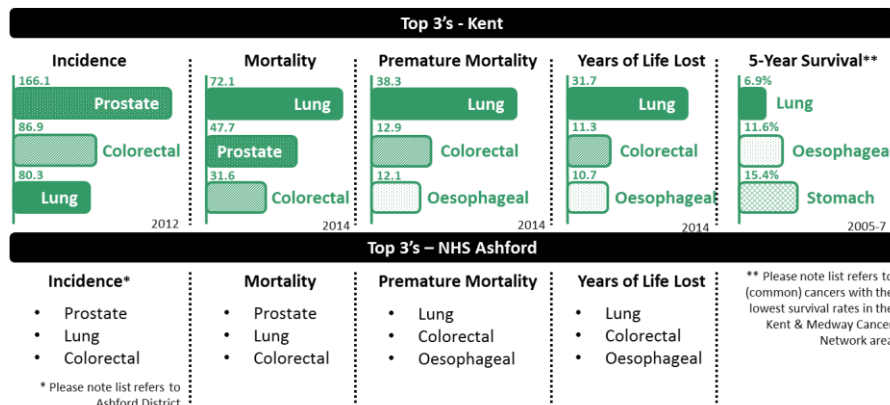 Top 3's - Kent
Incidence
166.1
Prostate
86.9
Colorectal
80.3
Lung
2012
Mortality
72.1
Lung
47.7
Prostate
31.6
Colorectal
2014
Premature Mortality
38.3
Lung
12.9
Colorectal
12.1
Oesophageal
2014
Years of Life Lost
31.7
Lung
11.3
Colorectal
10.7
Oesophageal
2014
5-Year Survival**
6.9%
Lung
11.6%
Oesophageal
15.4%
Stomach
2005-7
Top 3's – NHS Ashford
Incidence*
• Prostate
• Lung
• Colorectal
* Please note list refers to
Ashford District
Mortality
• Prostate
• Lung
• Colorectal
Premature Mortality
• Lung
• Colorectal
• Oesophageal
Years of Life Lost
• Lung
• Colorectal
• Oesophageal
** Please note list refers to
(common) cancers with the
lowest survival rates in the
Kent & Medway Cancer
Network area